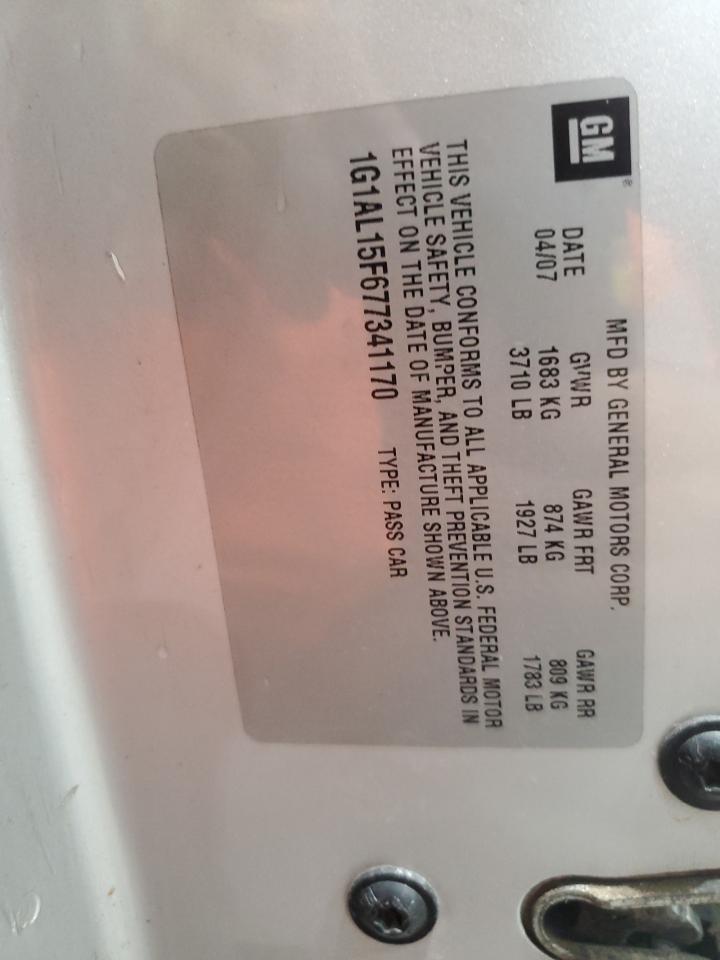 GM®
MFD BY GENERAL MOTORS CORP.
DATE GVWR GAWR FRT GAWR RR
04/07 1683 KG 874 KG 809 KG
3710 LB 1927 LB 1783 LB
THIS VEHICLE CONFORMS TO ALL APPLICABLE U.S. FEDERAL MOTOR
VEHICLE SAFETY, BUMPER, AND THEFT PREVENTION STANDARDS IN
EFFECT ON THE DATE OF MANUFACTURE SHOWN ABOVE.
1G1AL15F677341170 TYPE: PASS CAR